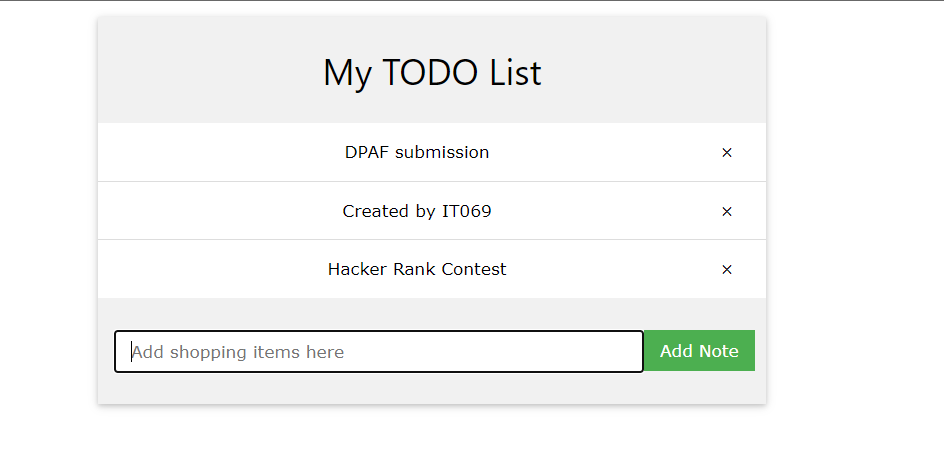 My TODO List
DPAF submission ×
Created by IT069 ×
Hacker Rank Contest ×
Add shopping items here Add Note